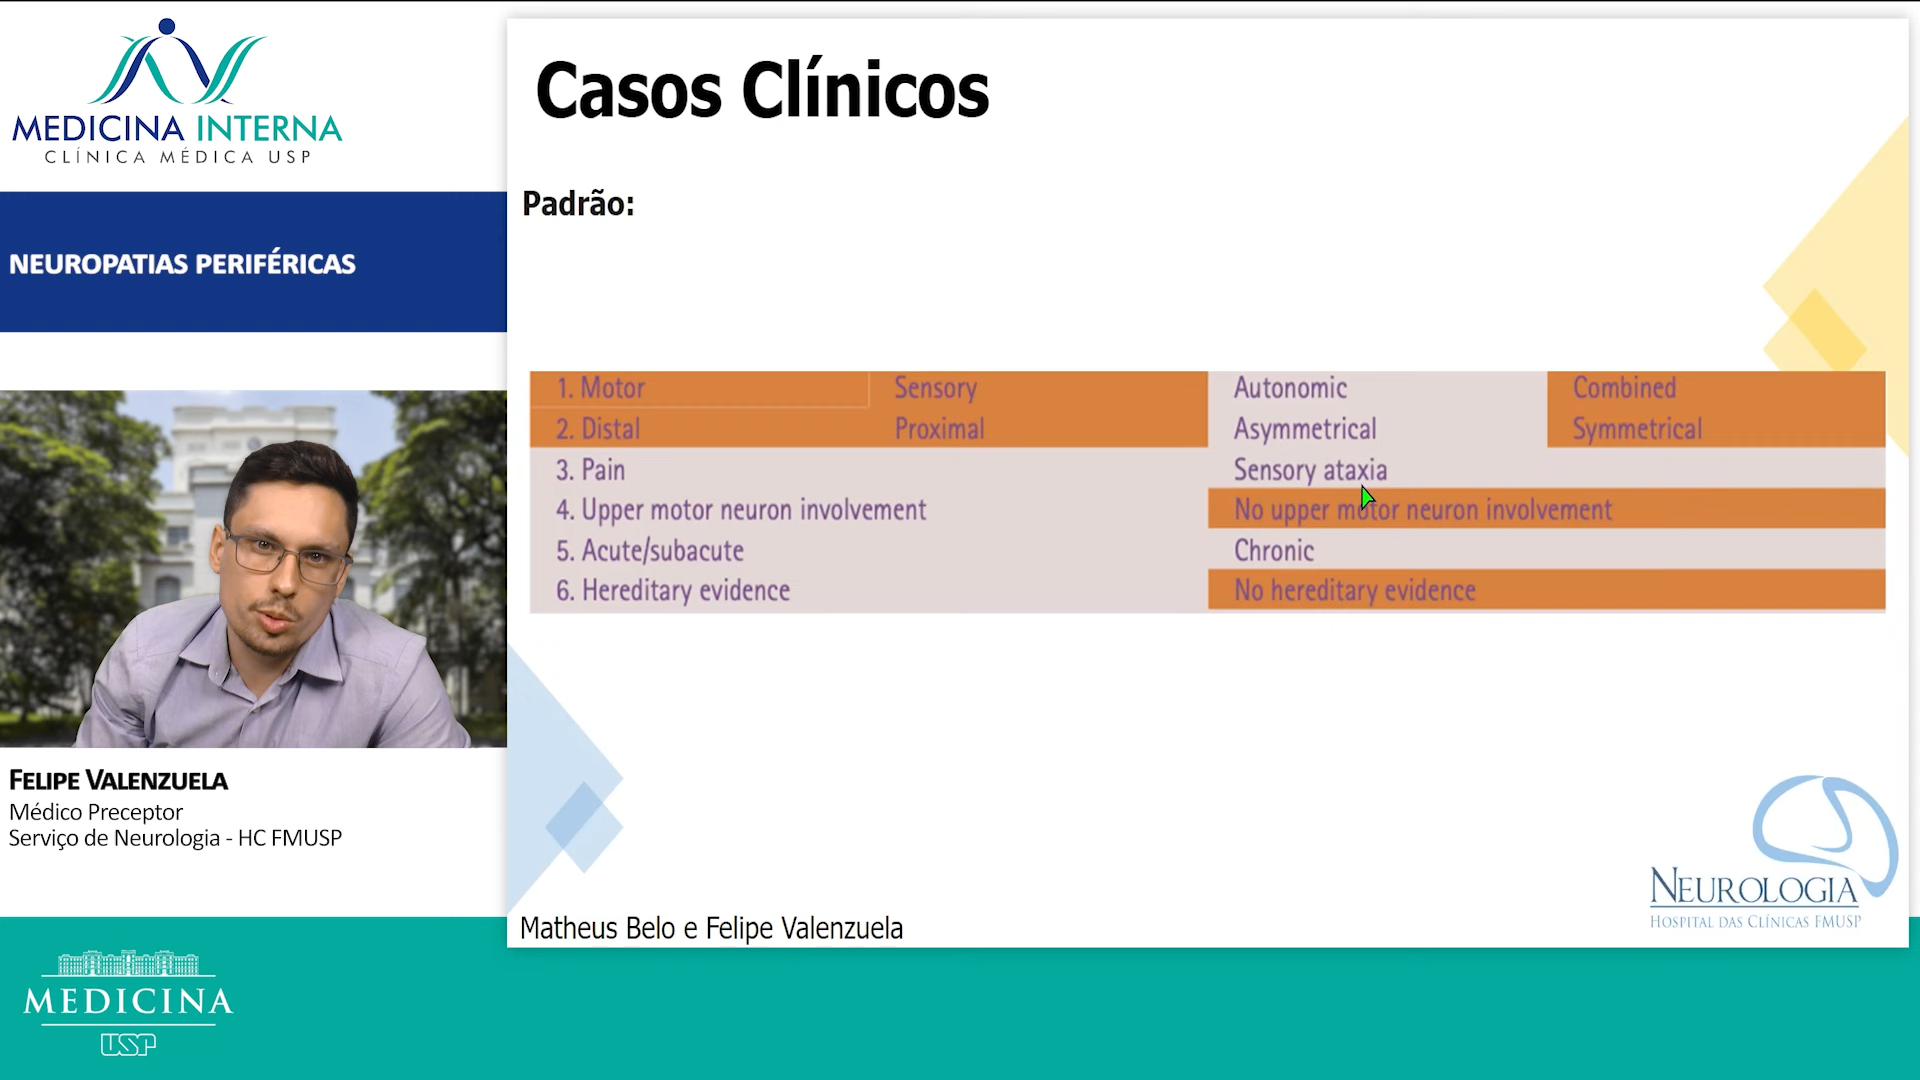 MEDICINA INTERNA
CLÍNICA MÉDICA USP
NEUROPATIAS PERIFÉRICAS
FELIPE VALENZUELA
Médico Preceptor
Serviço de Neurologia - HC FMUSP
MEDICINA
USP
Casos Clínicos
Padrão:
1. Motor Sensory Autonomic Combined
2. Distal Proximal Asymmetrical Symmetrical
3. Pain Sensory ataxia
4. Upper motor neuron involvement No upper motor neuron involvement
5. Acute/subacute Chronic
6. Hereditary evidence No hereditary evidence
NEUROLOGIA
HOSPITAL DAS CLÍNICAS FMUSP
Matheus Belo e Felipe Valenzuela